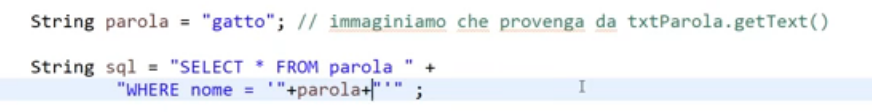 String parola = "gatto"; // immaginiamo che provenga da txtParola.getText()
String sql = "SELECT * FROM parola " +
"WHERE nome = '"+parola+"'" ;